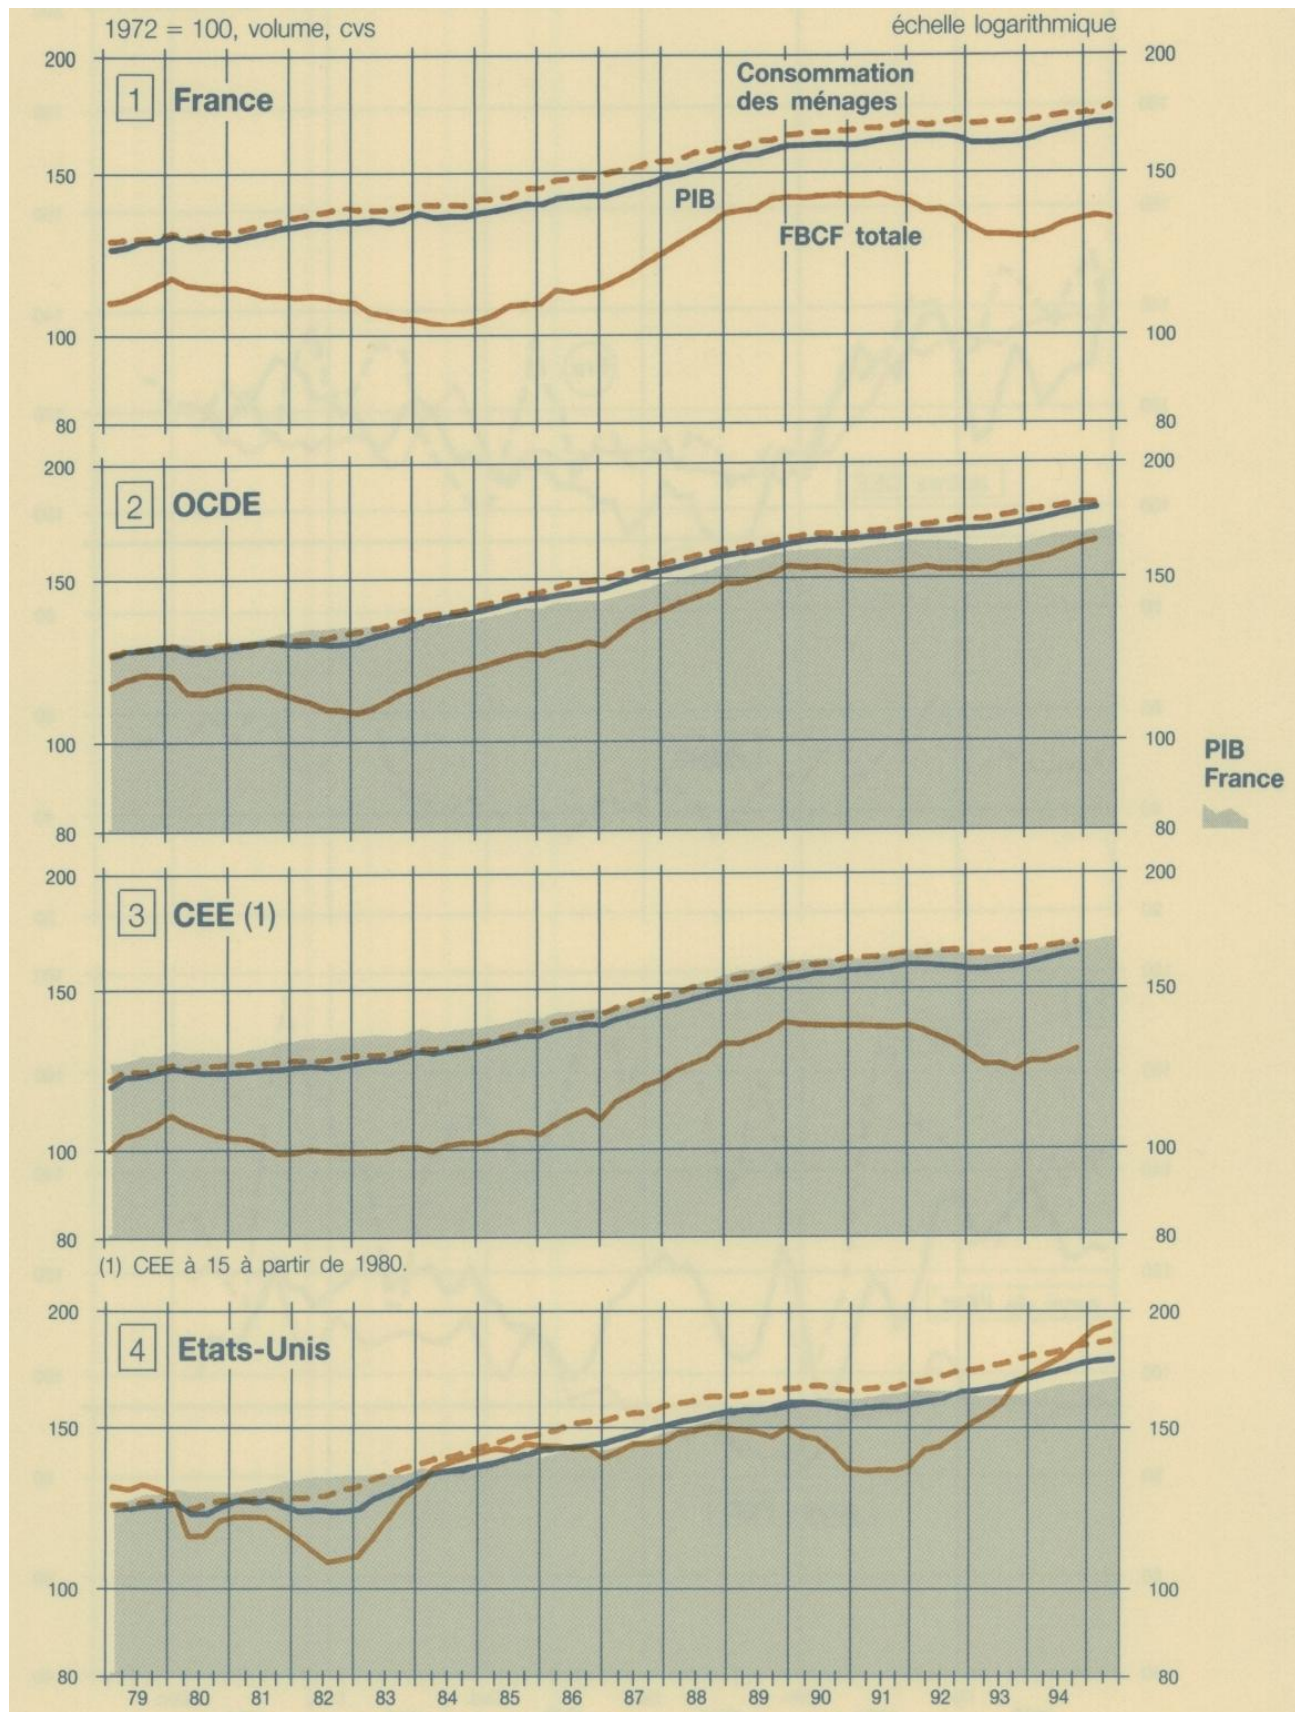 1972 = 100, volume, cvs
échelle logarithmique
200
200
1 France
Consommation
des ménages
150
150
PIB
FBCF totale
100
100
80
80
200
200
2 OCDE
150
150
100
100
PIB
France
80
80
200
200
3 CEE (1)
150
150
100
100
80
80
(1) CEE à 15 à partir de 1980.
200
200
4 Etats-Unis
150
150
100
100
80
80
79 80 81 82 83 84 85 86 87 88 89 90 91 92 93 94